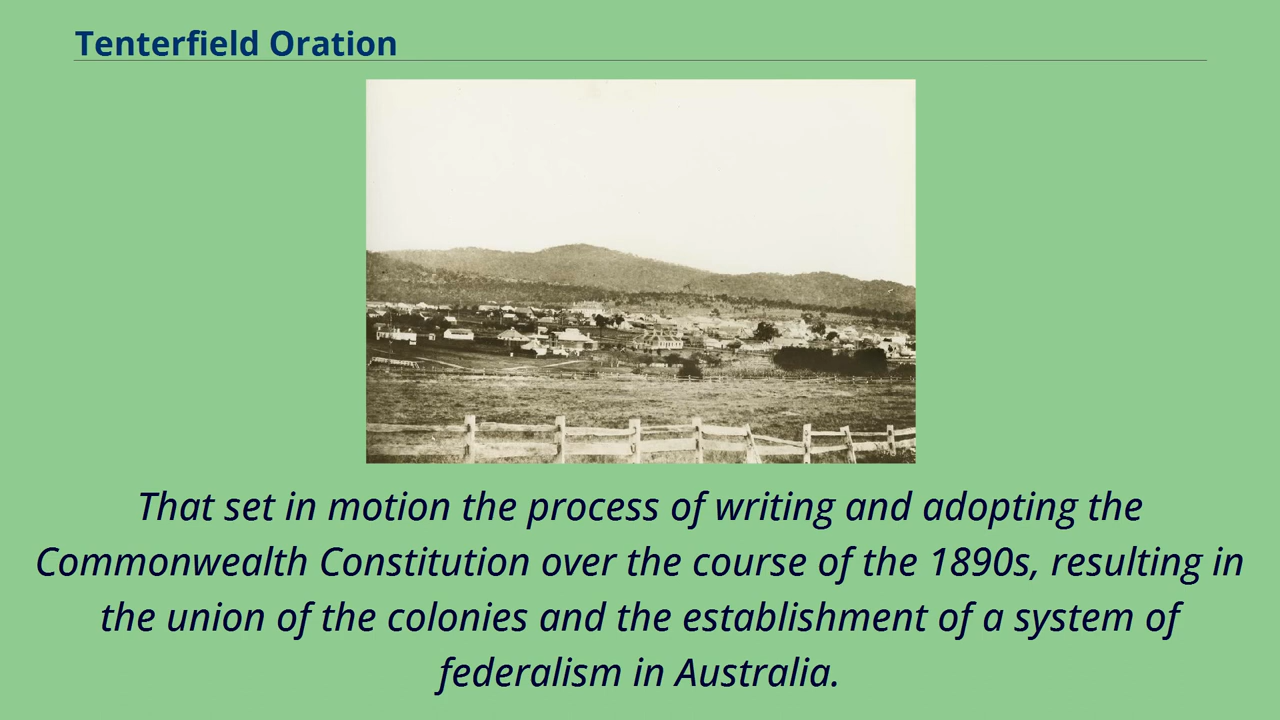 Tenterfield Oration
That set in motion the process of writing and adopting the
Commonwealth Constitution over the course of the 1890s, resulting in
the union of the colonies and the establishment of a system of
federalism in Australia.